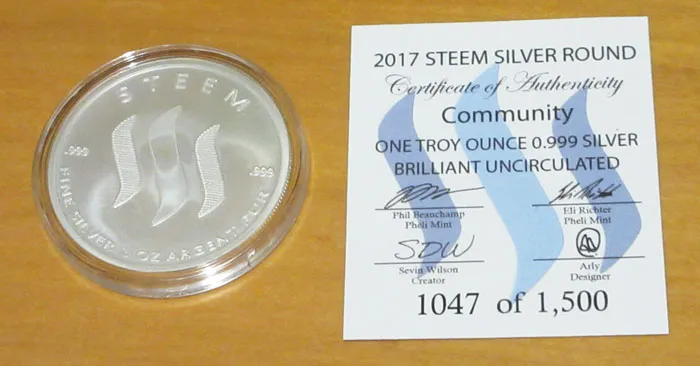 STEEM
.999
.999
FINE SILVER 1 OZ ARGENT PUR
2017 STEEM SILVER ROUND
Certificate of Authenticity
Community
ONE TROY OUNCE 0.999 SILVER
BRILLIANT UNCIRCULATED
Phil Beauchamp
Pheli Mint
Eli Richter
Pheli Mint
SDW
Sevin Wilson
Creator
Arly
Designer
1047 of 1,500